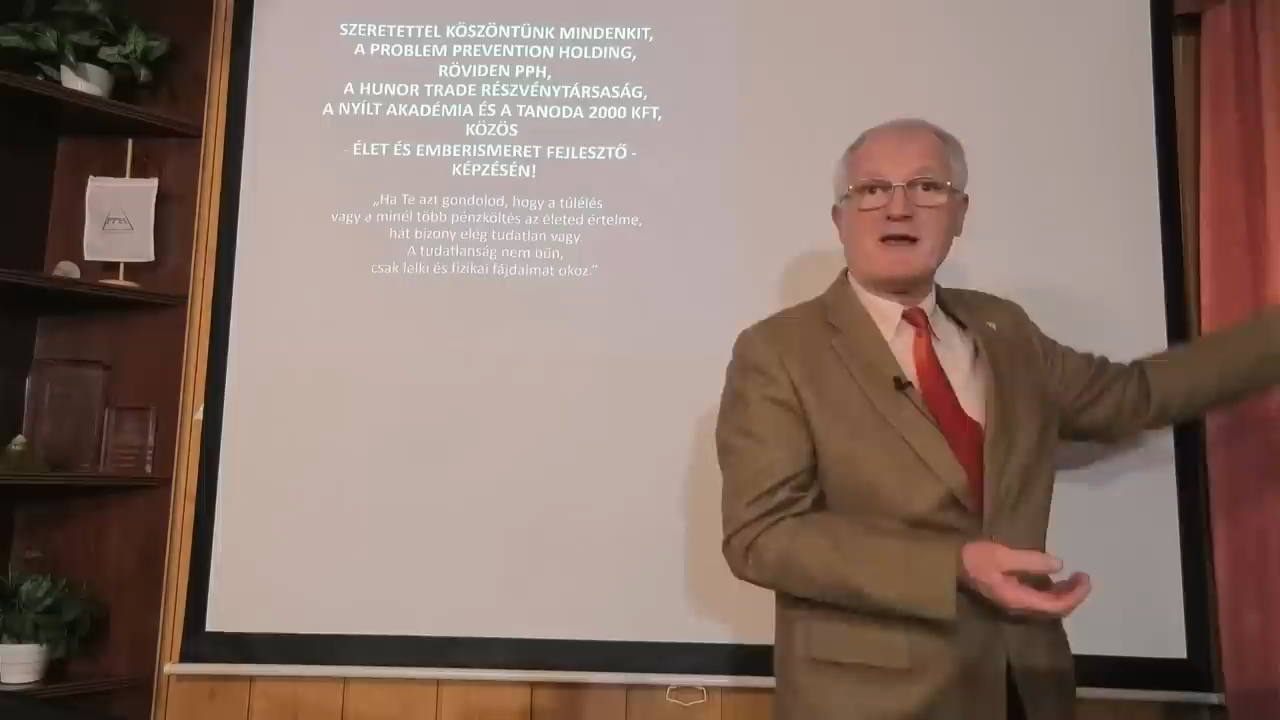 SZERETETTEL KÖSZÖNTÜNK MINDENKIT,
A PROBLEM PREVENTION HOLDING,
RÖVIDEN PPH,
A HUNOR TRADE RÉSZVÉNYTÁRSASÁG,
A NYÍLT AKADÉMIA ÉS A TANODA 2000 KFT,
KÖZÖS
- ÉLET ÉS EMBERISMERET FEJLESZTŐ -
KÉPZÉSÉN!
„Ha Te azt gondolod, hogy a túlélés
vagy a minél több pénzköltés az életed értelme,
hát bizony elég tudatlan vagy.
A tudatlanság nem bűn,
csak lelki és fizikai fájdalmat okoz.”